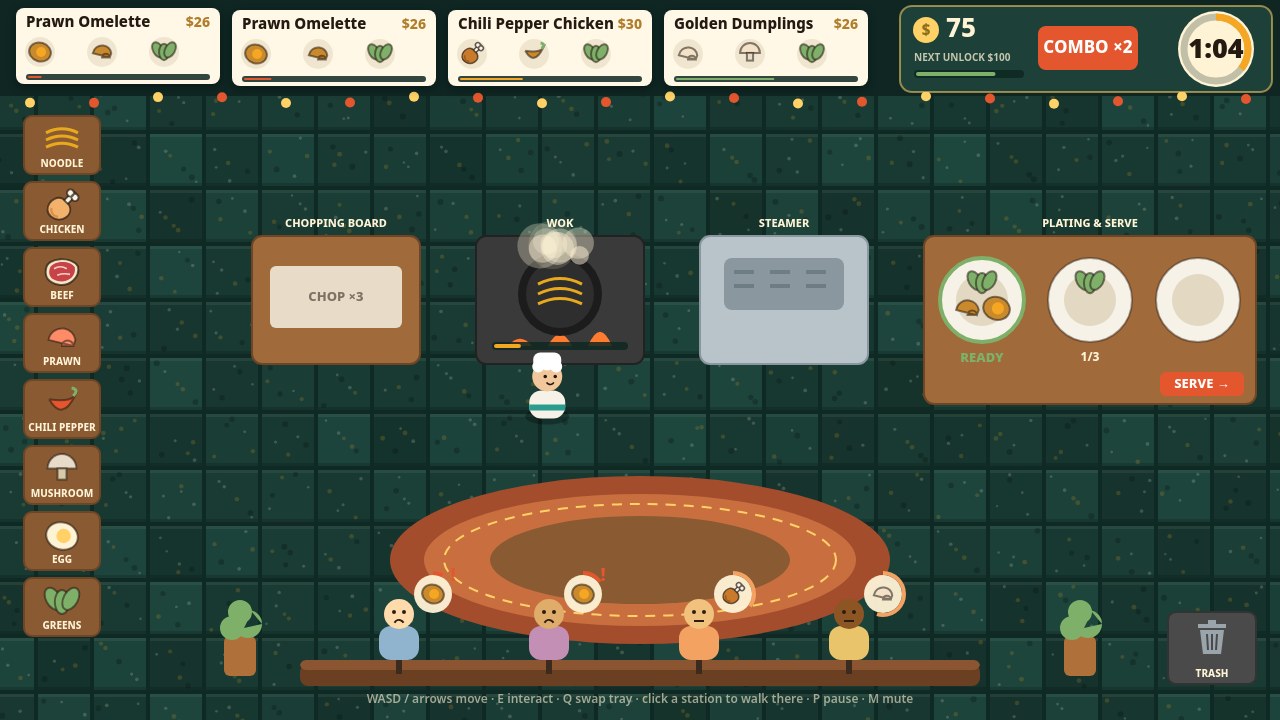 Prawn Omelette $26
Prawn Omelette $26
Chili Pepper Chicken $30
Golden Dumplings $26
$ 75
NEXT UNLOCK $100
COMBO ×2
1:04
NOODLE
CHICKEN
BEEF
PRAWN
CHILI PEPPER
MUSHROOM
EGG
GREENS
CHOPPING BOARD
CHOP ×3
WOK
STEAMER
PLATING & SERVE
READY
1/3
SERVE →
!
!
TRASH
WASD / arrows move · E interact · Q swap tray · click a station to walk there · P pause · M mute